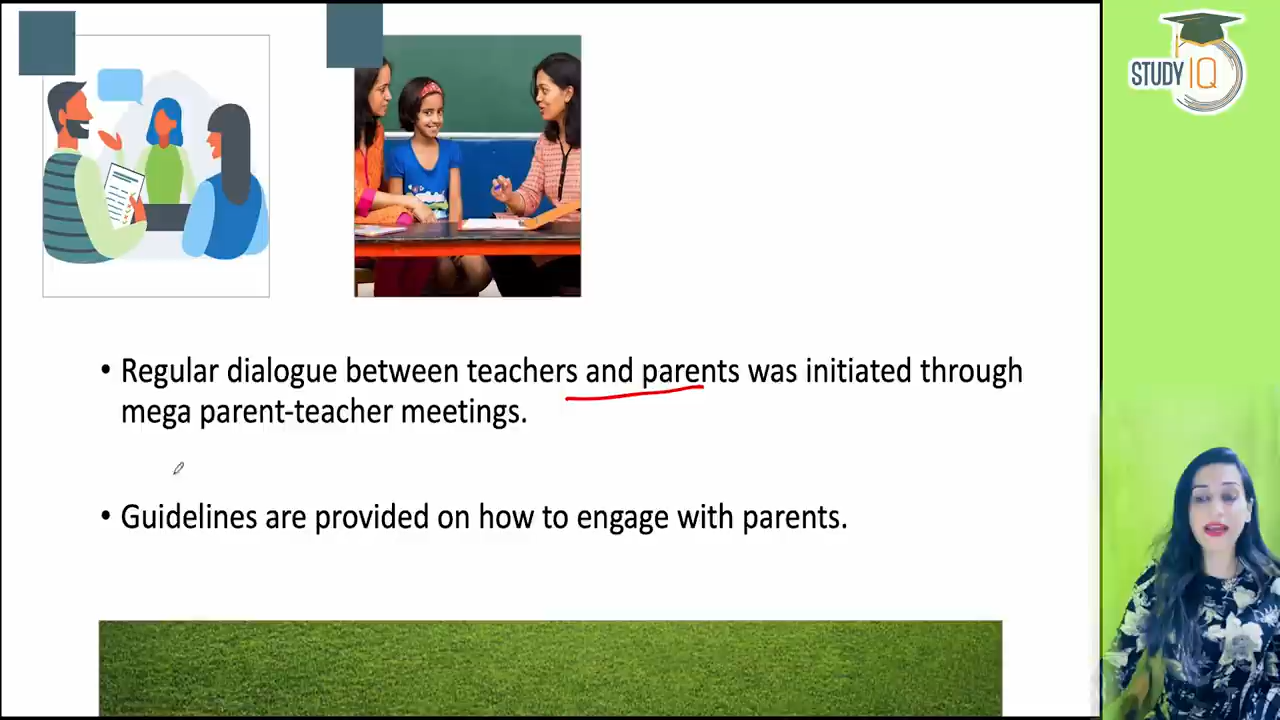 STUDY IQ
• Regular dialogue between teachers and parents was initiated through
mega parent-teacher meetings.
• Guidelines are provided on how to engage with parents.